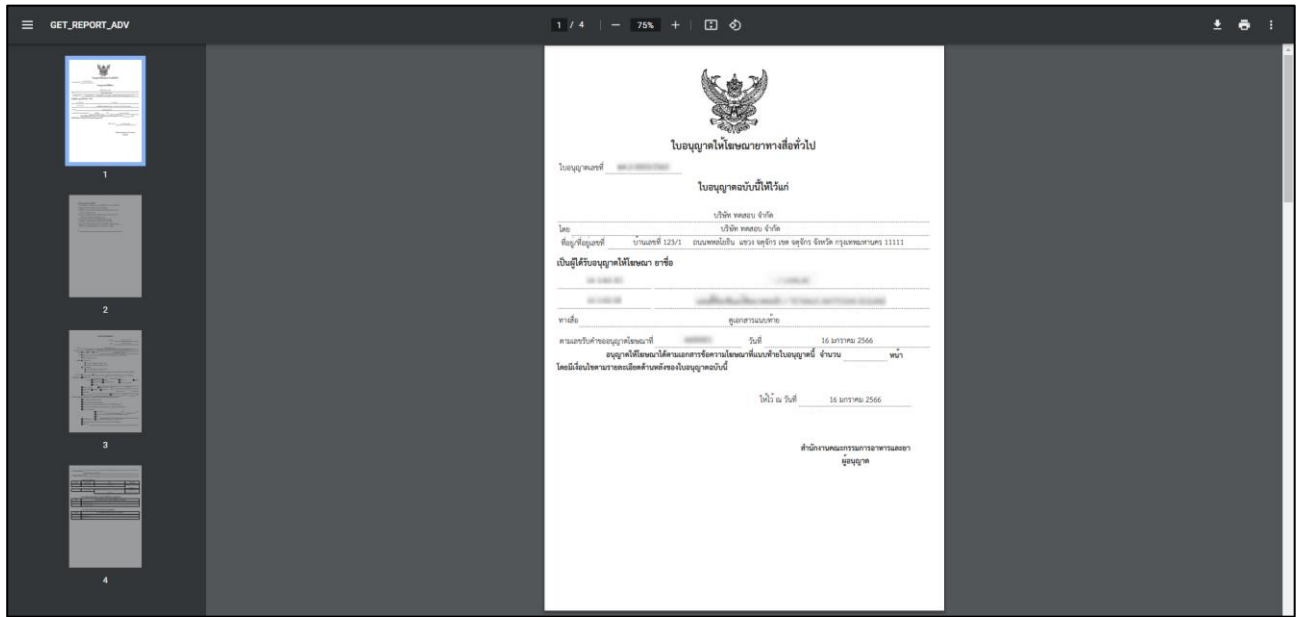 GET_REPORT_ADV
1 / 4
75%
1
2
3
4
ใบอนุญาตให้โฆษณายาทางสื่อทั่วไป
ใบอนุญาตเลขที่
ใบอนุญาตฉบับนี้ให้ไว้แก่
บริษัท ทดสอบ จำกัด
โดย บริษัท ทดสอบ จำกัด
ที่อยู่/ที่อยู่เลขที่ บ้านเลขที่ 123/1 ถนนพหลโยธิน แขวง จตุจักร เขต จตุจักร จังหวัด กรุงเทพมหานคร 11111
เป็นผู้ได้รับอนุญาตให้โฆษณา ยาชื่อ
ทางสื่อ ดูเอกสารแนบท้าย
ตามเลขรับคำขออนุญาตโฆษณาที่ วันที่ 16 มกราคม 2566
อนุญาตให้โฆษณาได้ตามเอกสารข้อความโฆษณาที่แนบท้ายใบอนุญาตนี้ จำนวน หน้า
โดยมีเงื่อนไขตามรายละเอียดด้านหลังของใบอนุญาตฉบับนี้
ให้ไว้ ณ วันที่ 16 มกราคม 2566
สำนักงานคณะกรรมการอาหารและยา
ผู้อนุญาต